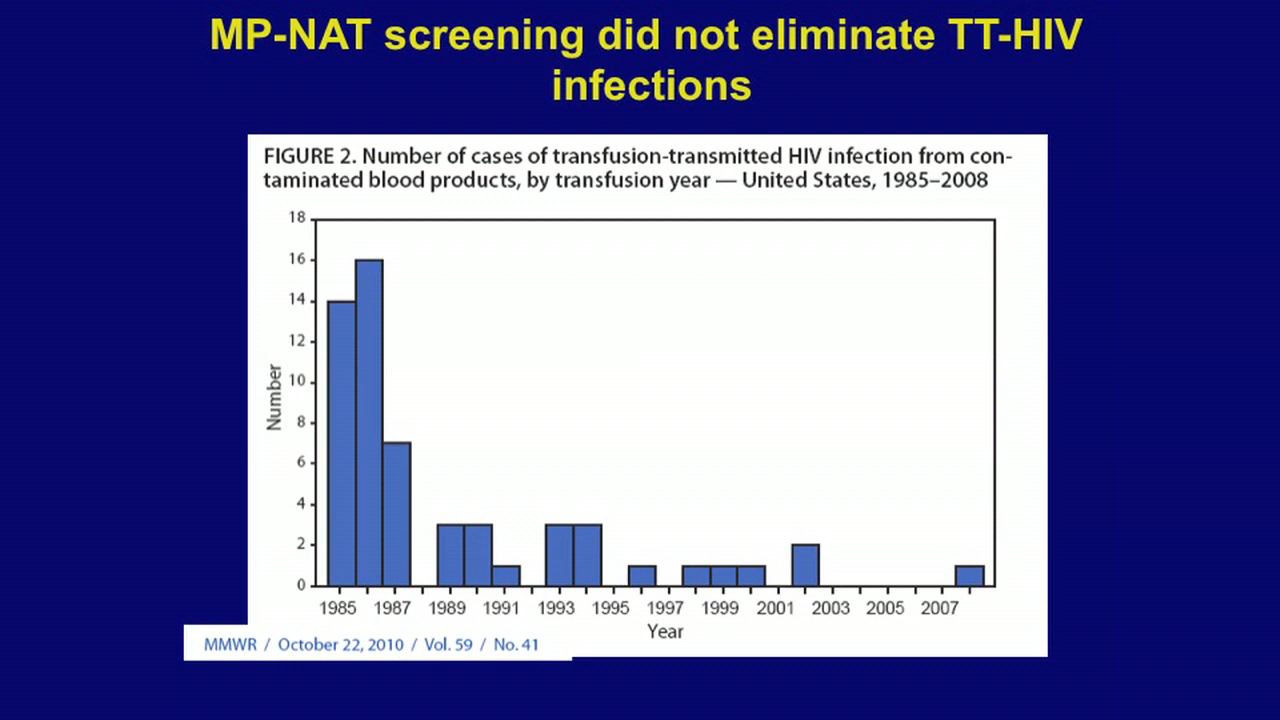 MP-NAT screening did not eliminate TT-HIV
infections
FIGURE 2. Number of cases of transfusion-transmitted HIV infection from con-
taminated blood products, by transfusion year — United States, 1985–2008
18
16
14
12
10
8
6
4
2
0
Number
1985 1987 1989 1991 1993 1995 1997 1999 2001 2003 2005 2007
Year
MMWR / October 22, 2010 / Vol. 59 / No. 41